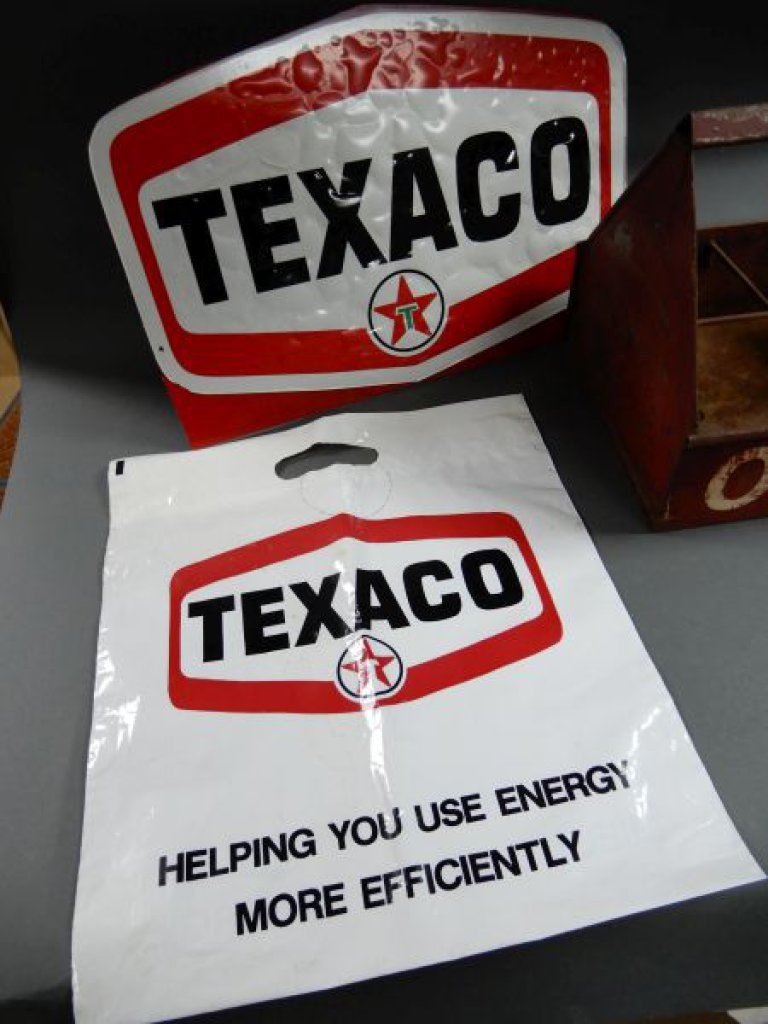 TEXACO
T
TEXACO
HELPING YOU USE ENERGY
MORE EFFICIENTLY
O